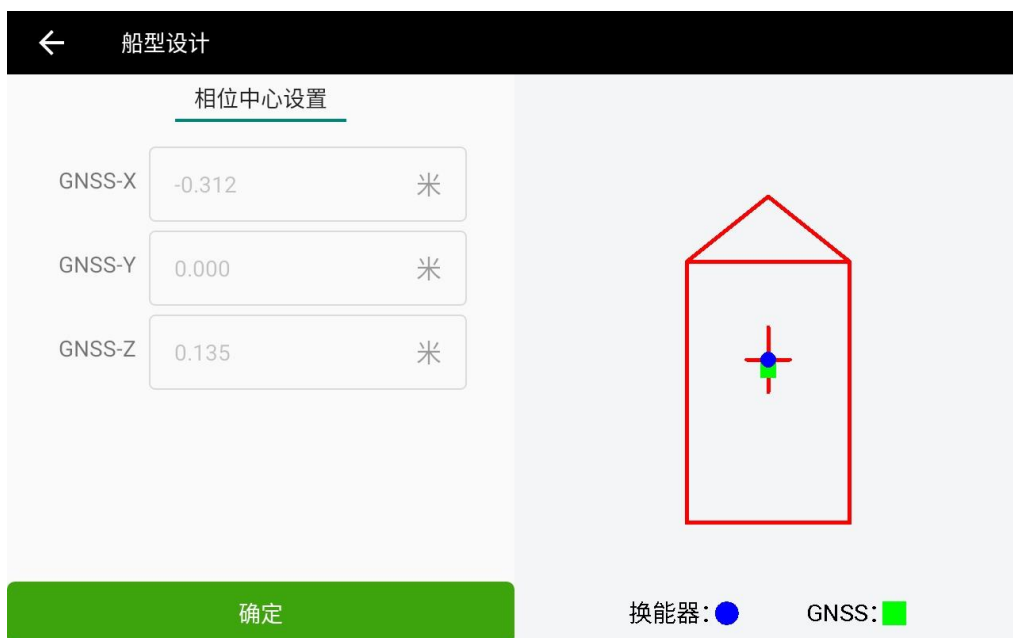 船型设计
相位中心设置
GNSS-X -0.312 米
GNSS-Y 0.000 米
GNSS-Z 0.135 米
确定
换能器: GNSS: